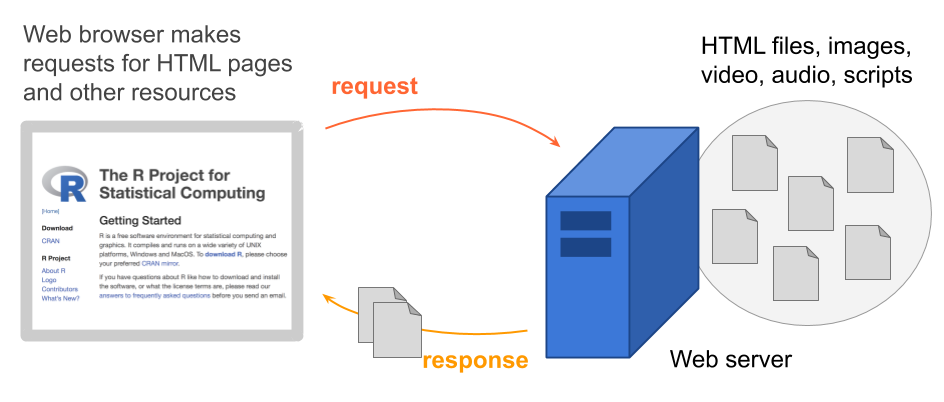 Web browser makes
requests for HTML pages
and other resources
request
HTML files, images,
video, audio, scripts
R
The R Project for
Statistical Computing
[Home]
Download
CRAN
R Project
About R
Logo
Contributors
What's New?
Getting Started
R is a free software environment for statistical computing and
graphics. It compiles and runs on a wide variety of UNIX
platforms, Windows and MacOS. To download R, please choose
your preferred CRAN mirror.
If you have questions about R like how to download and install
the software, or what the license terms are, please read our
answers to frequently asked questions before you send an email.
response
Web server